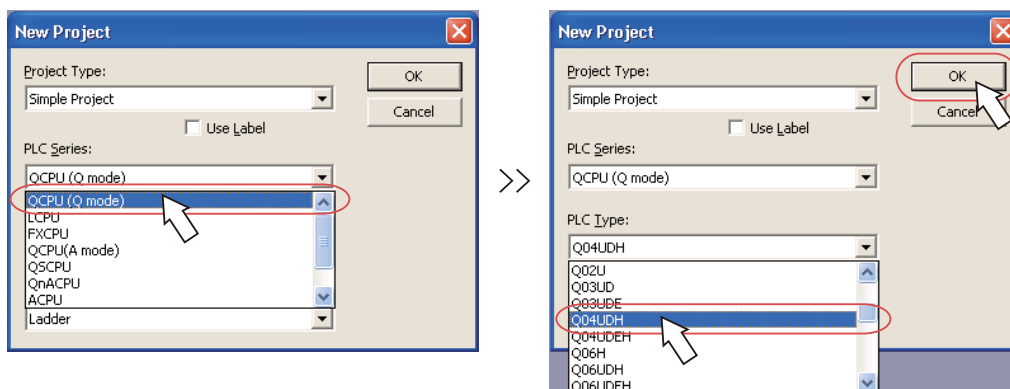 New Project
Project Type:
OK
Simple Project
Cancel
Use Label
PLC Series:
QCPU (Q mode)
QCPU (Q mode)
LCPU
FXCPU
QCPU(A mode)
QSCPU
QnACPU
ACPU
Ladder
>>
New Project
Project Type:
OK
Simple Project
Cancel
Use Label
PLC Series:
QCPU (Q mode)
PLC Type:
Q04UDH
Q02U
Q03UD
Q03UDE
Q04UDH
Q04UDEH
Q06H
Q06UDH
Q06UDEH